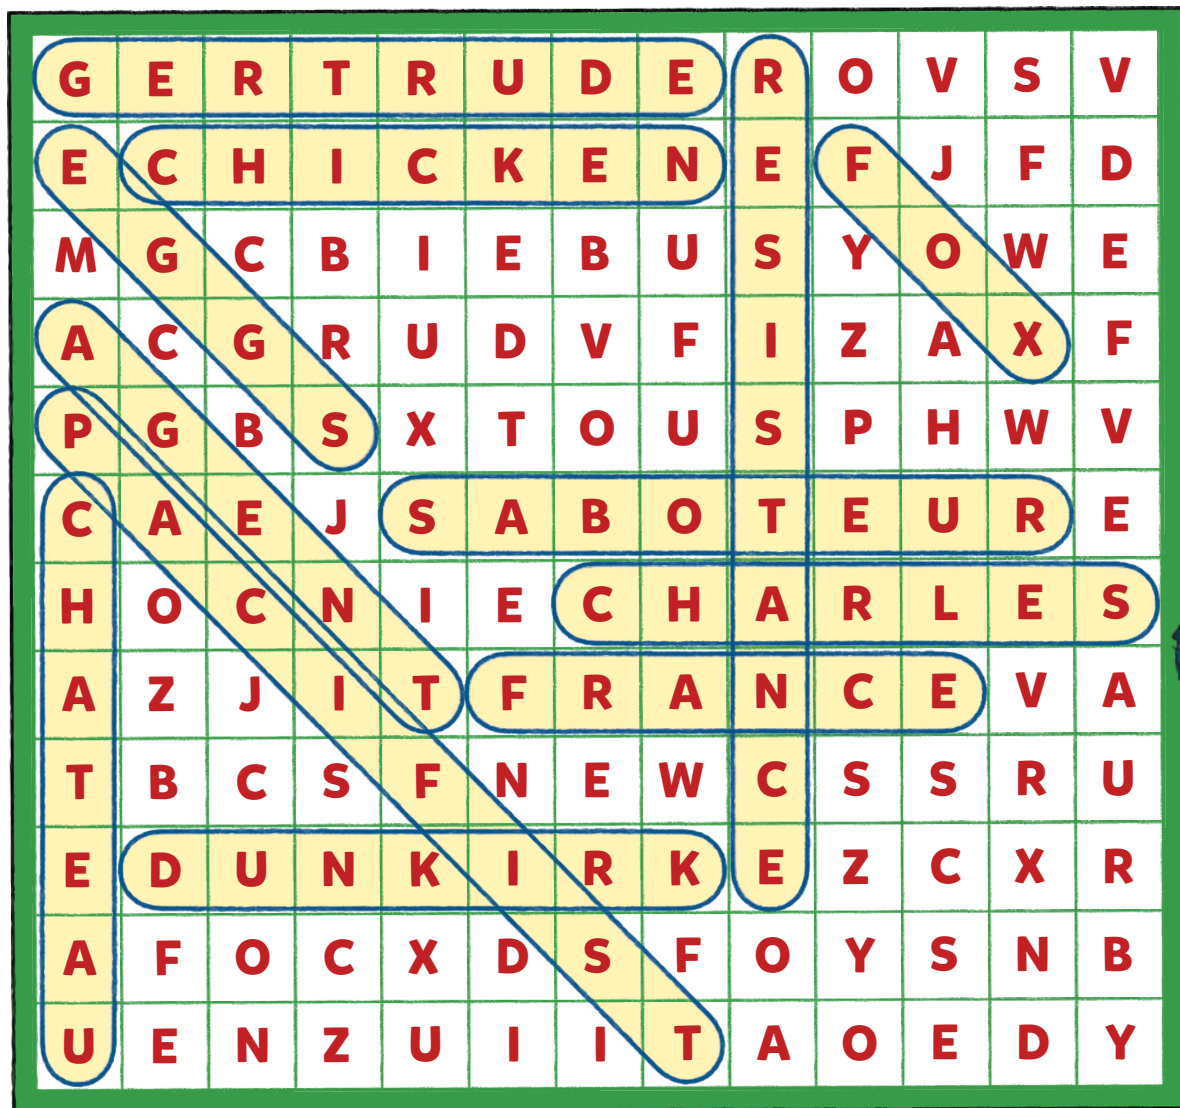 G E R T R U D E R O V S V
E C H I C K E N E F J F D
M G C B I E B U S Y O W E
A C G R U D V F I Z A X F
P G B S X T O U S P H W V
C A E J S A B O T E U R E
H O C N I E C H A R L E S
A Z J I T F R A N C E V A
T B C S F N E W C S S R U
E D U N K I R K E Z C X R
A F O C X D S F O Y S N B
U E N Z U I I T A O E D Y